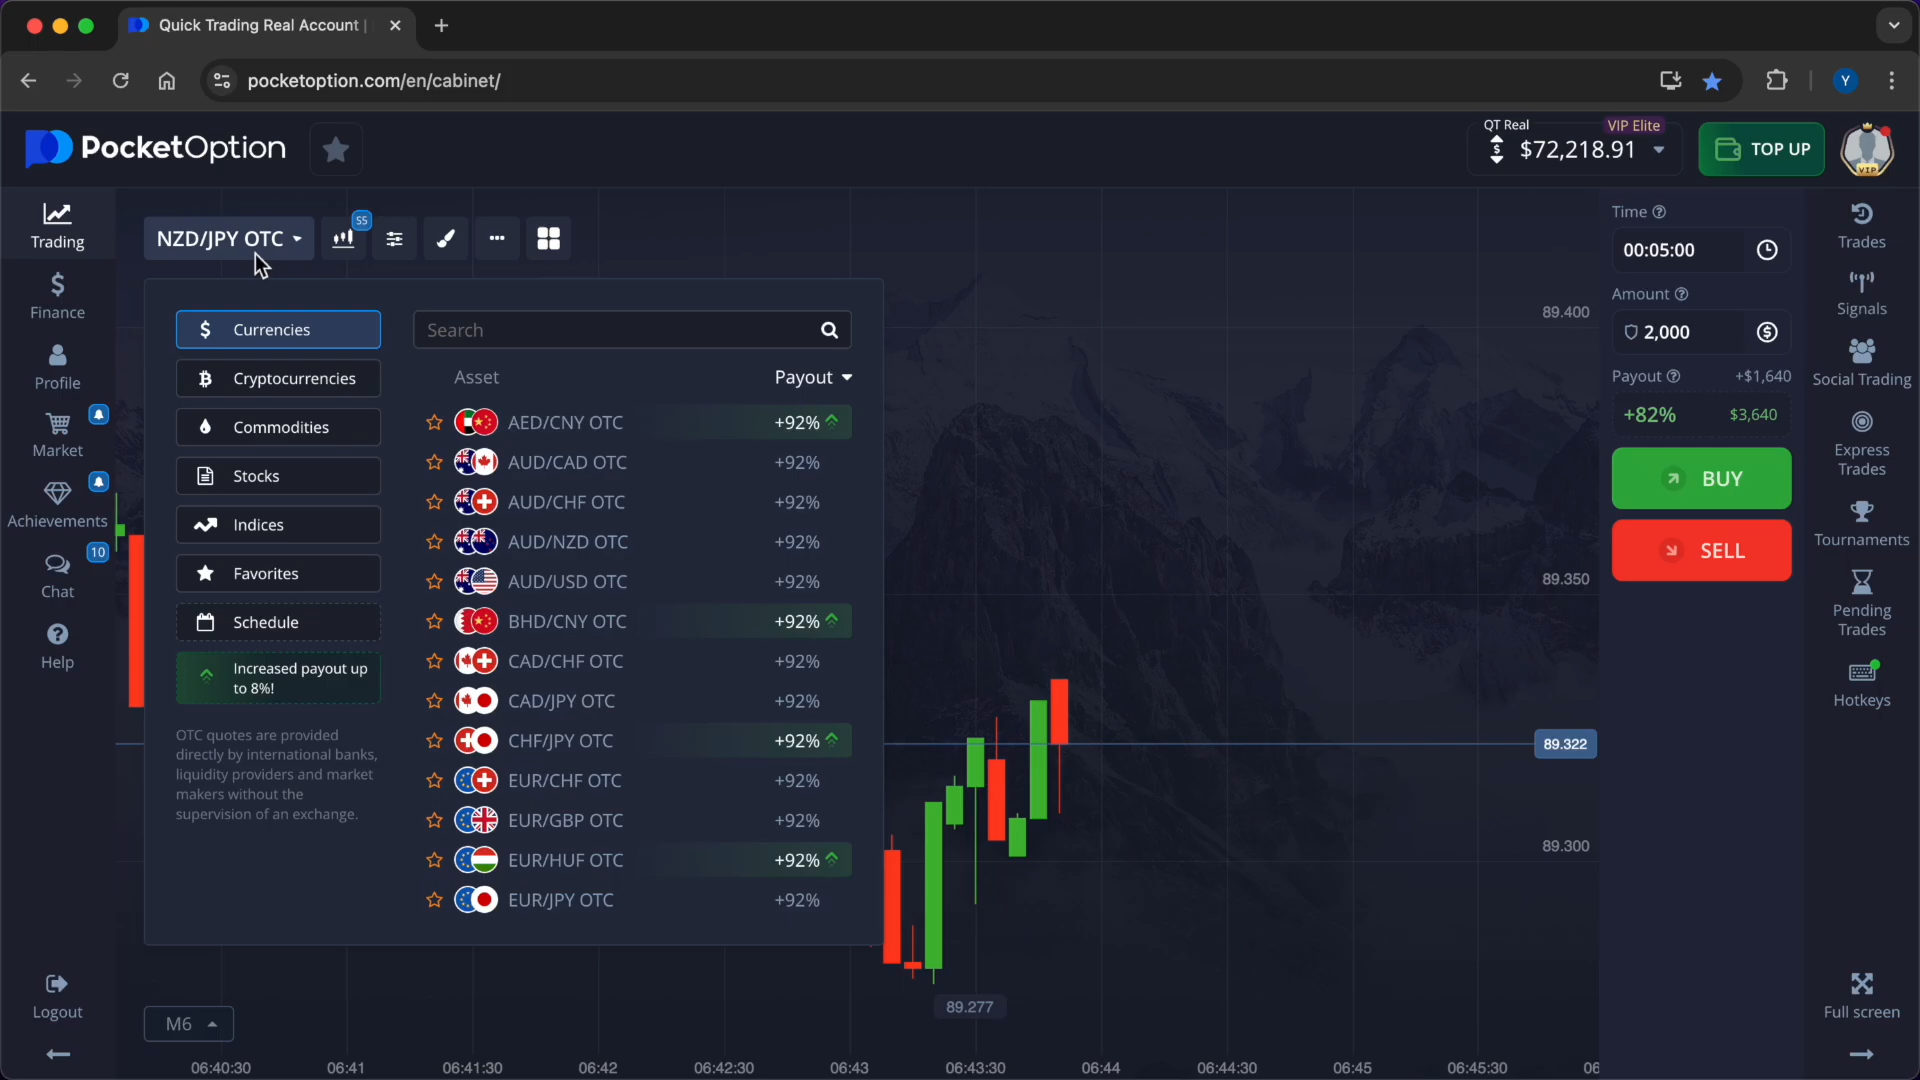 Quick Trading Real Account |
pocketoption.com/en/cabinet/
Y
PocketOption
QT Real
VIP Elite
$72,218.91
TOP UP
VIP
Trading
Finance
Profile
Market
Achievements
10
Chat
Help
Logout
NZD/JPY OTC
S5
Currencies
Cryptocurrencies
Commodities
Stocks
Indices
Favorites
Schedule
Increased payout up
to 8%!
OTC quotes are provided
directly by international banks,
liquidity providers and market
makers without the
supervision of an exchange.
Search
Asset
Payout
AED/CNY OTC
+92%
AUD/CAD OTC
+92%
AUD/CHF OTC
+92%
AUD/NZD OTC
+92%
AUD/USD OTC
+92%
BHD/CNY OTC
+92%
CAD/CHF OTC
+92%
CAD/JPY OTC
+92%
CHF/JPY OTC
+92%
EUR/CHF OTC
+92%
EUR/GBP OTC
+92%
EUR/HUF OTC
+92%
EUR/JPY OTC
+92%
89.400
89.350
89.322
89.300
89.277
M6
06:40:30
06:41
06:41:30
06:42
06:42:30
06:43
06:43:30
06:44
06:44:30
06:45
06:45:30
06
Time
00:05:00
Amount
2,000
Payout
+$1,640
+82%
$3,640
BUY
SELL
Trades
Signals
Social Trading
Express
Trades
Tournaments
Pending
Trades
Hotkeys
Full screen